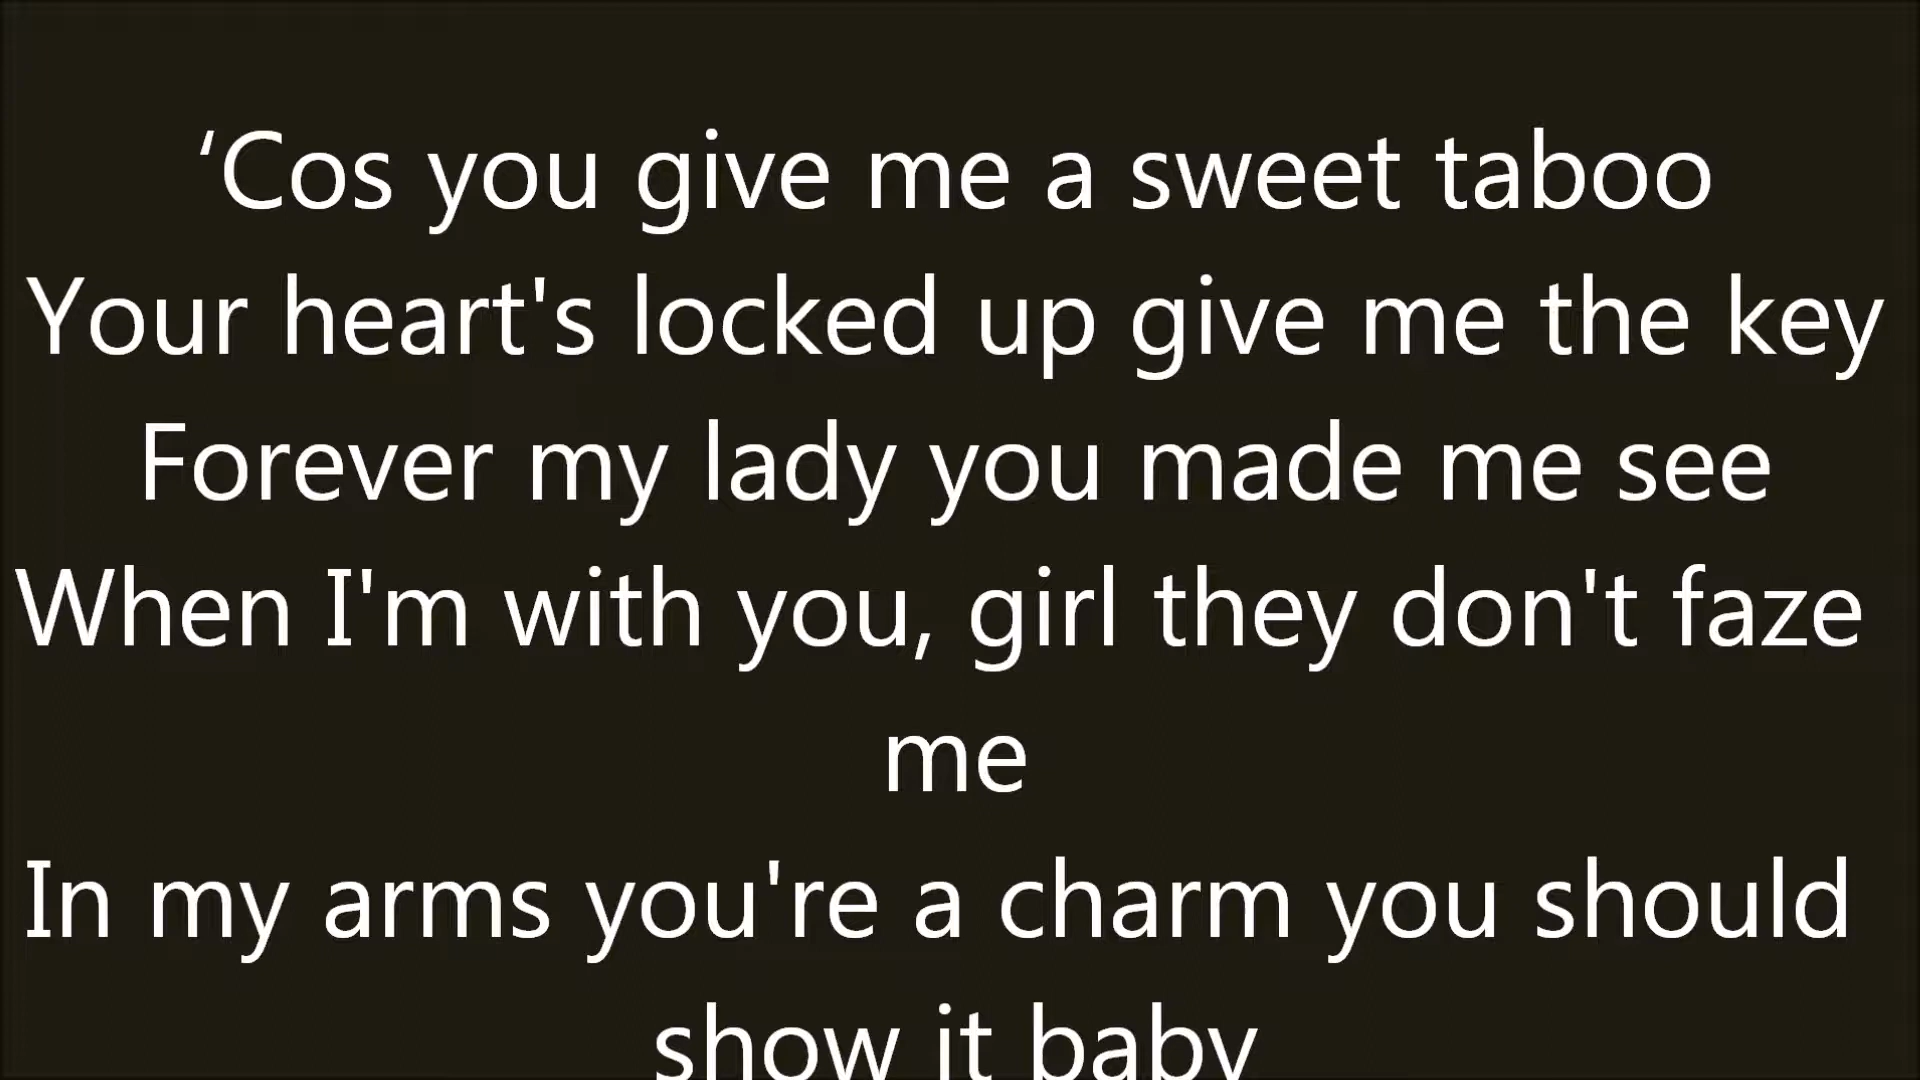 ‘Cos you give me a sweet taboo
Your heart's locked up give me the key
Forever my lady you made me see
When I'm with you, girl they don't faze
me
In my arms you're a charm you should
show it baby